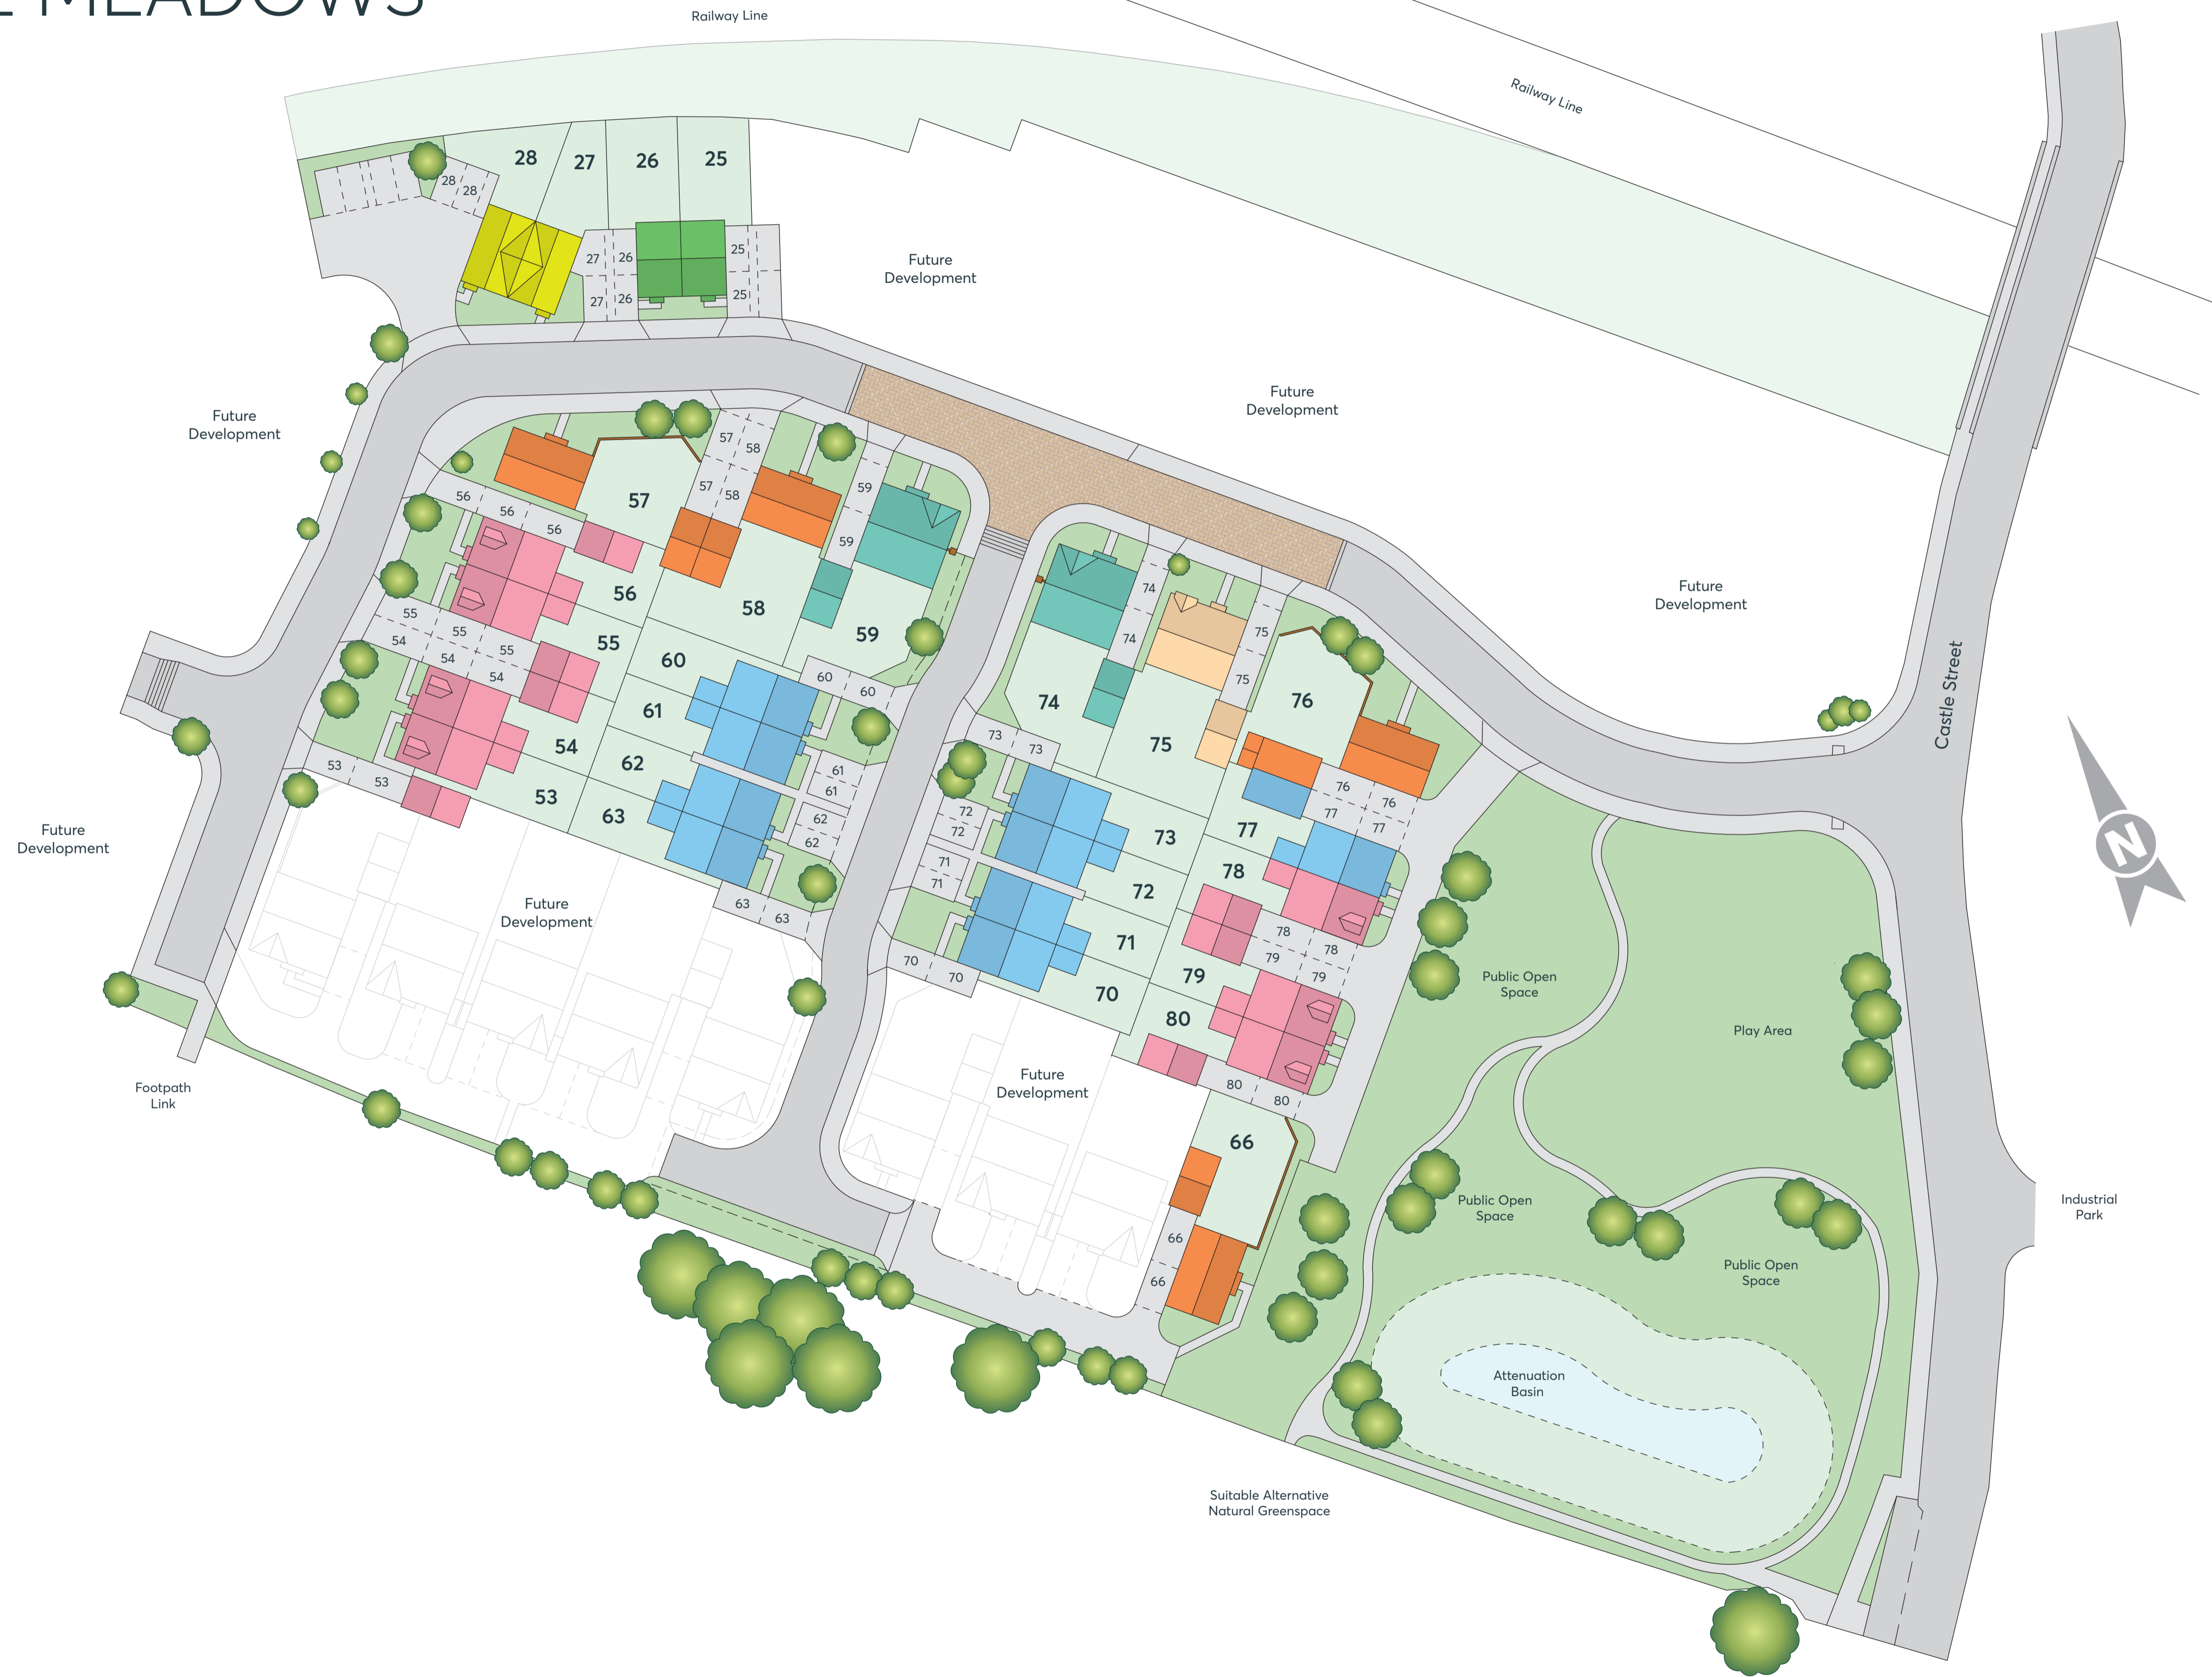 MEADOWS
Railway Line
Railway Line
28
27
26
25
28
28
27
26
25
27
26
25
Future
Development
Future
Development
Future
Development
Future
Development
57
58
57
58
57
56
56
56
59
59
56
58
59
55
55
55
54
54
54
55
60
60
60
61
54
62
53
63
53
53
61
61
62
62
63
63
74
74
75
75
74
75
76
76
76
77
77
73
73
72
72
71
71
70
70
73
77
72
78
71
79
70
80
78
78
79
79
80
80
66
66
66
Future
Development
Future
Development
Future
Development
Footpath
Link
Castle Street
N
Public Open
Space
Play Area
Public Open
Space
Public Open
Space
Industrial
Park
Attenuation
Basin
Suitable Alternative
Natural Greenspace